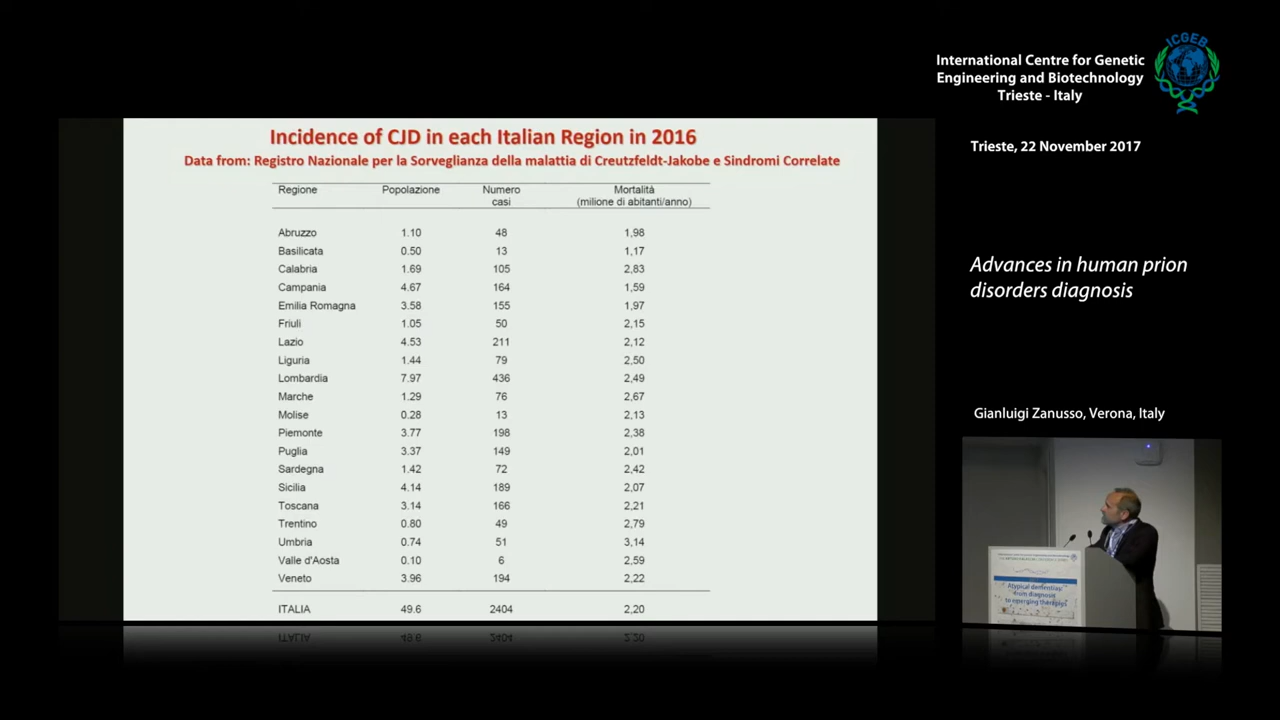 Incidence of CJD in each Italian Region in 2016
Data from: Registro Nazionale per la Sorveglianza della malattia di Creutzfeldt-Jakobe e Sindromi Correlate
Regione Popolazione Numero casi Mortalità (milione di abitanti/anno)
Abruzzo 1.10 48 1,98
Basilicata 0.50 13 1,17
Calabria 1.69 105 2,83
Campania 4.67 164 1,59
Emilia Romagna 3.58 155 1,97
Friuli 1.05 50 2,15
Lazio 4.53 211 2,12
Liguria 1.44 79 2,50
Lombardia 7.97 436 2,49
Marche 1.29 76 2,67
Molise 0.28 13 2,13
Piemonte 3.77 198 2,38
Puglia 3.37 149 2,01
Sardegna 1.42 72 2,42
Sicilia 4.14 189 2,07
Toscana 3.14 166 2,21
Trentino 0.80 49 2,79
Umbria 0.74 51 3,14
Valle d'Aosta 0.10 6 2,59
Veneto 3.96 194 2,22
ITALIA 49.6 2404 2,20
International Centre for Genetic
Engineering and Biotechnology
Trieste - Italy
ICGEB
Trieste, 22 November 2017
Advances in human prion
disorders diagnosis
Gianluigi Zanusso, Verona, Italy
Atypical dementias
from diagnosis
to emerging therapies